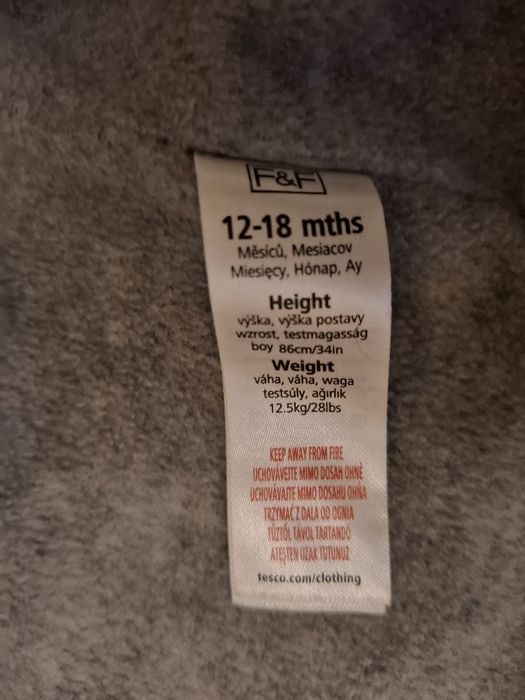 F&F
12-18 mths
Měsíců, Mesiacov
Miesięcy, Hónap, Ay
Height
výška, výška postavy
wzrost, testmagasság
boy 86cm/34in
Weight
váha, váha, waga
testsúly, ağırlık
12.5kg/28lbs
KEEP AWAY FROM FIRE
UCHOVÁVEJTE MIMO DOSAH OHNĚ
UCHOVÁVAJTE MIMO DOSAHU OHŇA
TRZYMAĆ Z DALA OD OGNIA
TŰZTŐL TÁVOL TARTANDÓ
ATEŞTEN UZAK TUTUNUZ
tesco.com/clothing